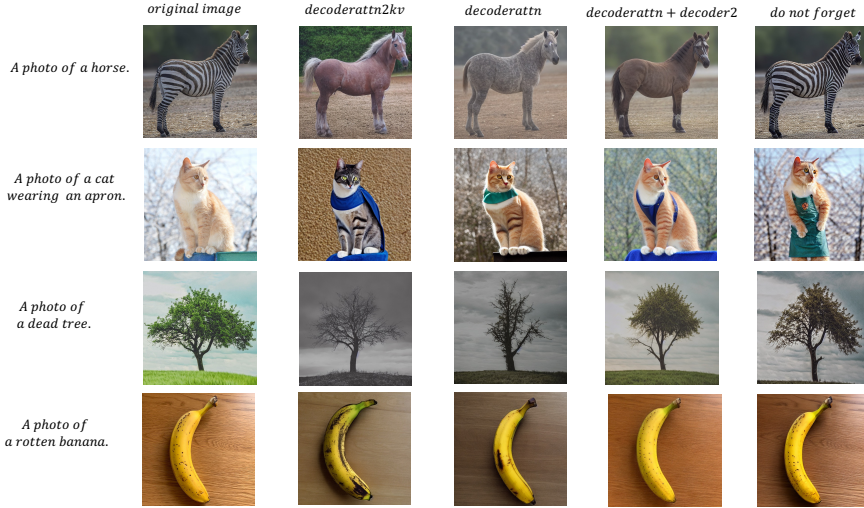 original image
decoderattn2kv
decoderattn
decoderattn + decoder2
do not forget
A photo of a horse.
A photo of a cat
wearing an apron.
A photo of
a dead tree.
A photo of
a rotten banana.